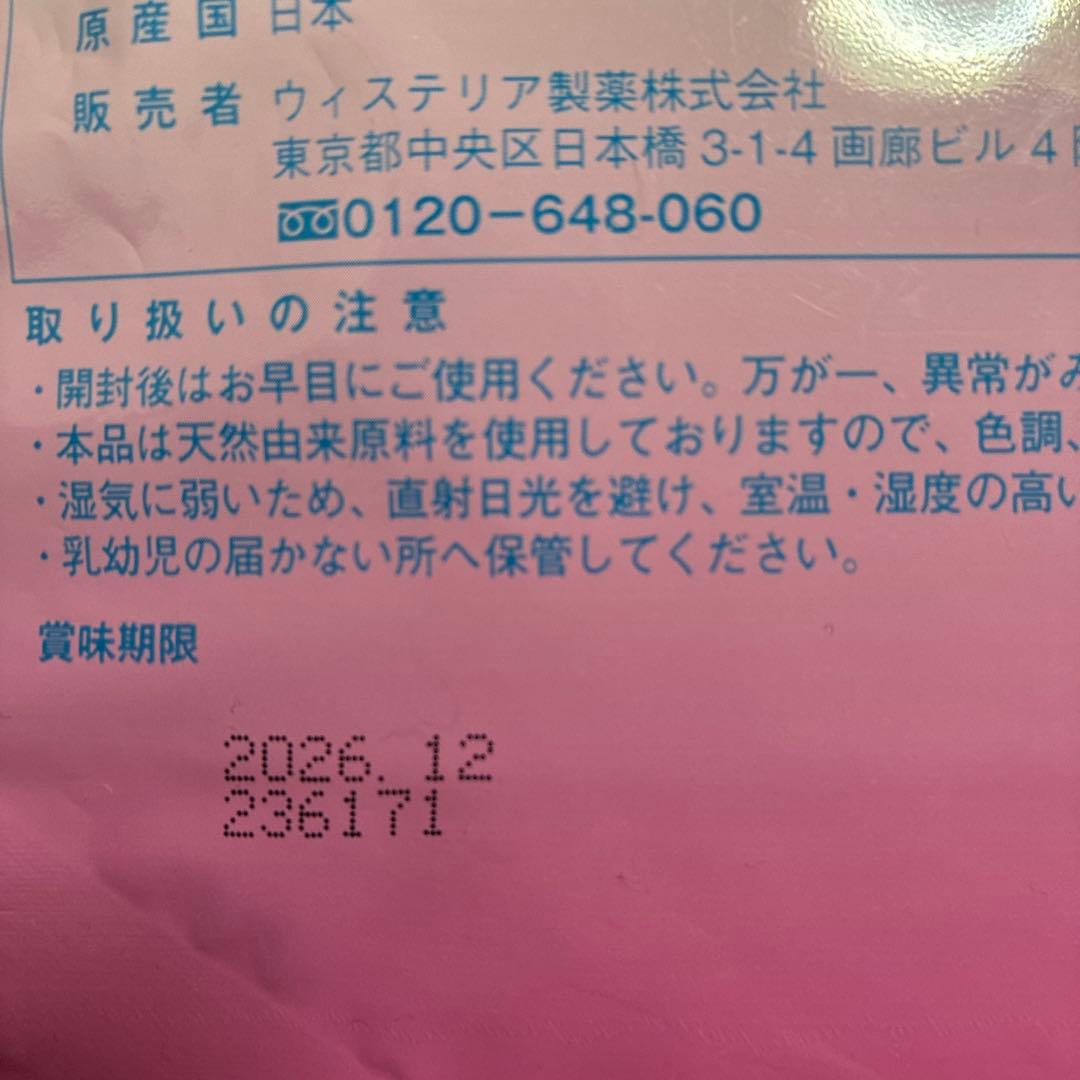 原産国 日本
販売者 ウィステリア製薬株式会社
東京都中央区日本橋 3-1-4 画廊ビル 4
0120-648-060
取り扱いの注意
・開封後はお早目にご使用ください。万が一、異常がみ
・本品は天然由来原料を使用しておりますので、色調、
・湿気に弱いため、直射日光を避け、室温・湿度の高い
・乳幼児の届かない所へ保管してください。
賞味期限
2026.12
236171